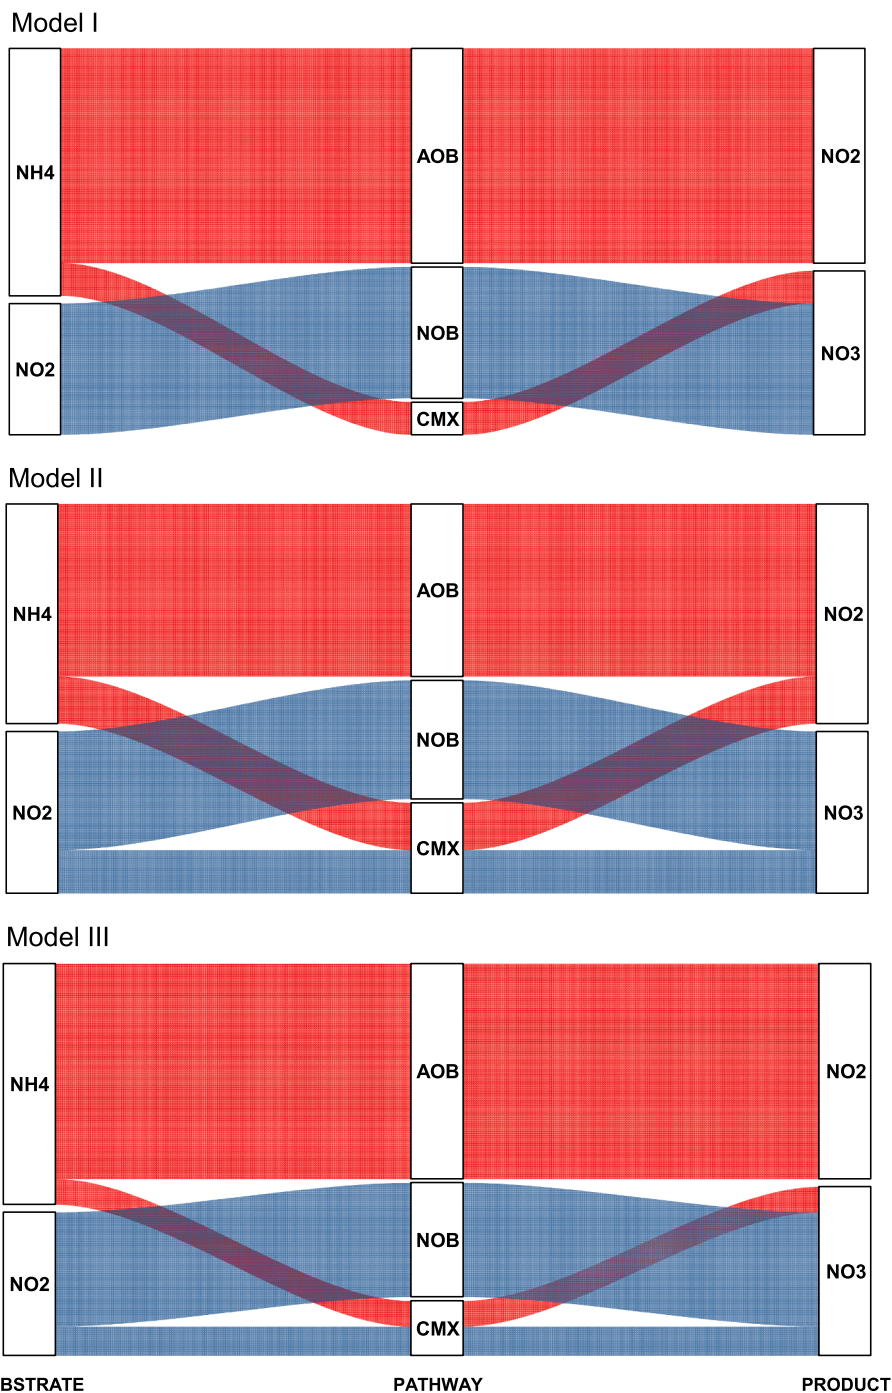 Model I
NH4
AOB
NO2
NO2
NOB
NO3
CMX
Model II
NH4
AOB
NO2
NO2
NOB
NO3
CMX
Model III
NH4
AOB
NO2
NO2
NOB
NO3
CMX
BSTRATE PATHWAY PRODUCT